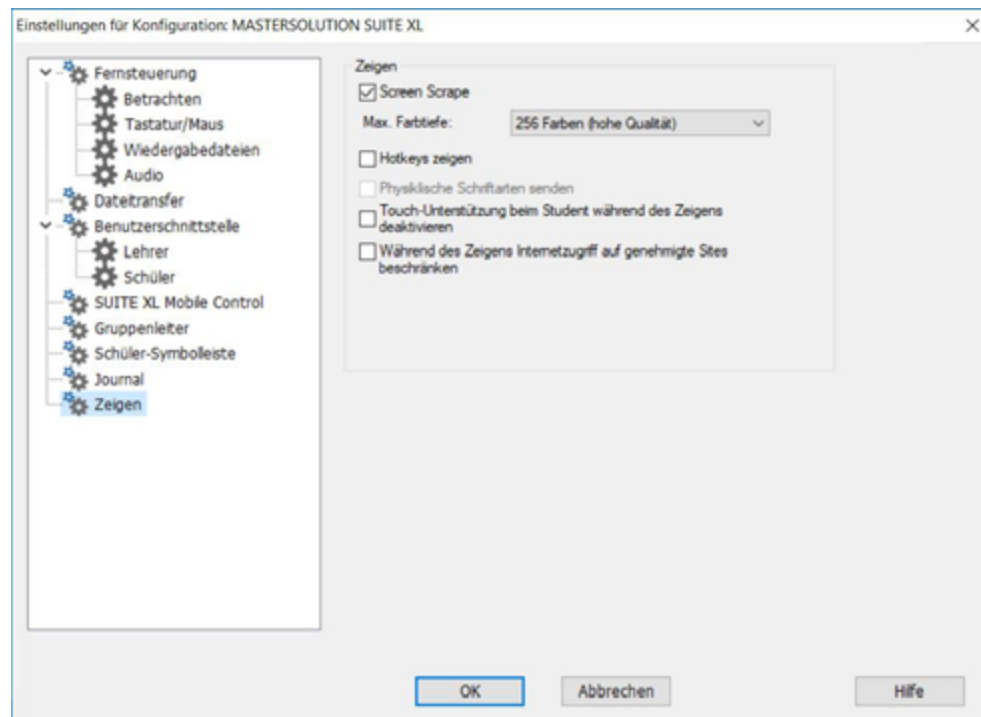 Einstellungen für Konfiguration: MASTERSOLUTION SUITE XL
Fernsteuerung
Betrachten
Tastatur/Maus
Wiedergabedateien
Audio
Dateitransfer
Benutzerschnittstelle
Lehrer
Schüler
SUITE XL Mobile Control
Gruppenleiter
Schüler-Symbolleiste
Journal
Zeigen
Zeigen
Screen Scrape
Max. Farbtiefe: 256 Farben (hohe Qualität)
Hotkeys zeigen
Physiklische Schriftarten senden
Touch-Unterstützung beim Student während des Zeigens
deaktivieren
Während des Zeigens Internetzugriff auf genehmigte Sites
beschränken
OK Abbrechen Hilfe